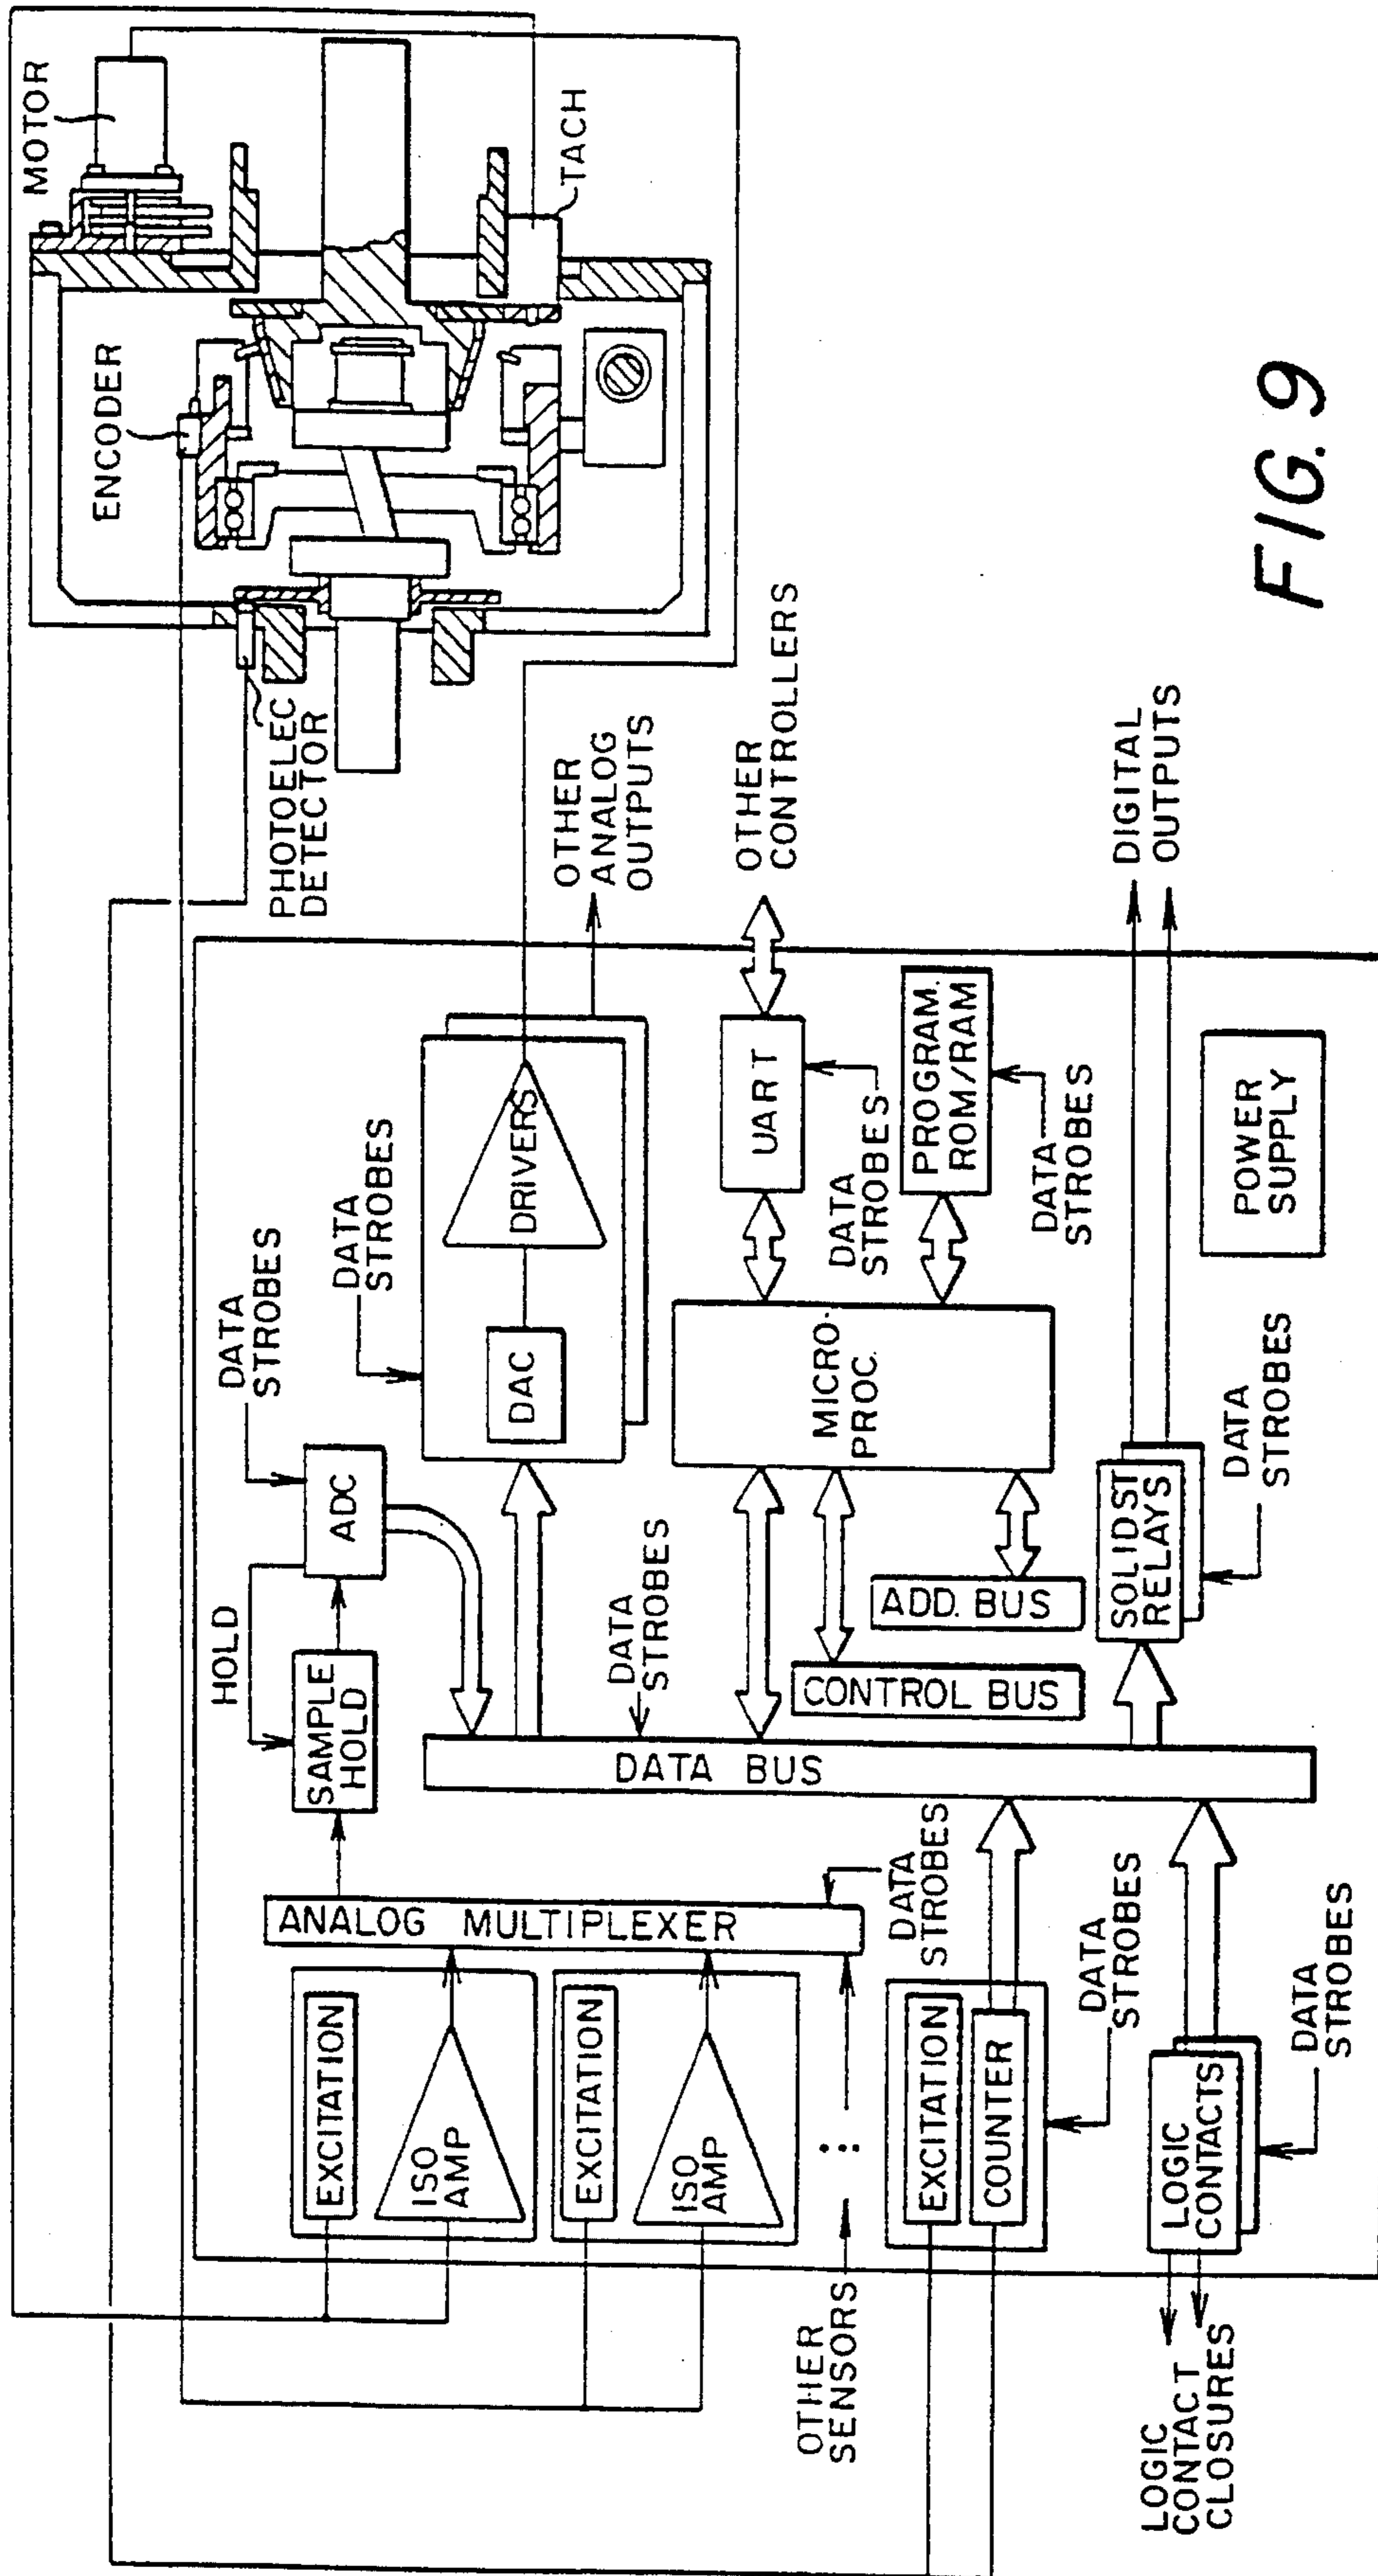 MOTOR
ENCODER
TACH
PHOTOELEC
DETECTOR
FIG. 9
DATA
STROBES
HOLD
SAMPLE
HOLD
ADC
DATA
STROBES
DAC
DRIVERS
OTHER
ANALOG
OUTPUTS
ANALOG MULTIPLEXER
EXCITATION
ISO
AMP
EXCITATION
ISO
AMP
OTHER
SENSORS
DATA
STROBES
DATA
STROBES
DATA BUS
MICRO-
PROC.
UART
OTHER
CONTROLLERS
DATA
STROBES
PROGRAM.
ROM/RAM
DATA
STROBES
CONTROL BUS
ADD. BUS
EXCITATION
COUNTER
DATA
STROBES
SOLIDST
RELAYS
DATA
STROBES
DIGITAL
OUTPUTS
POWER
SUPPLY
LOGIC
CONTACTS
DATA
STROBES
LOGIC
CONTACT
CLOSURES